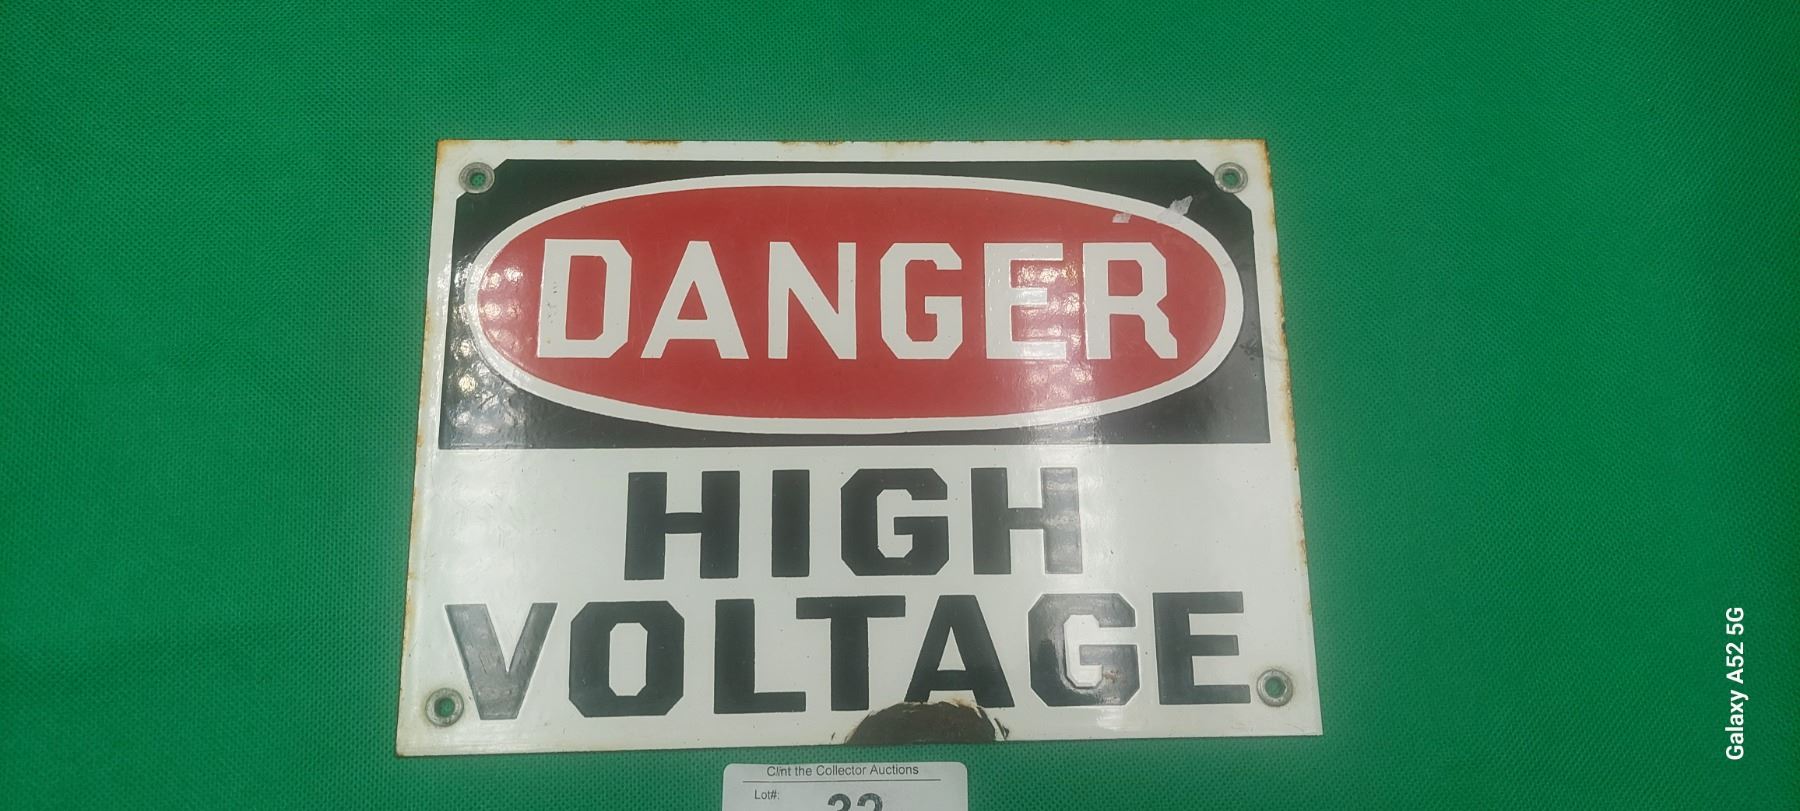 DANGER
HIGH
VOLTAGE
Clint the Collector Auctions
Lot#:
Galaxy A52 5G